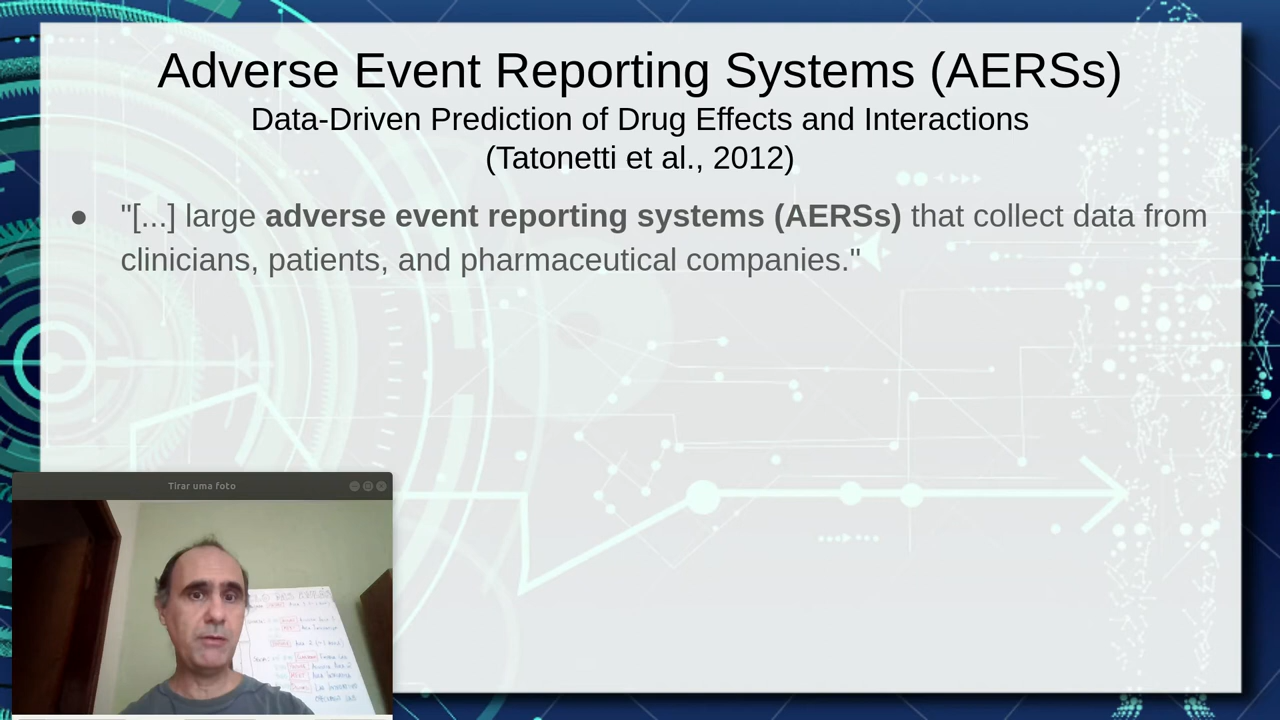 Adverse Event Reporting Systems (AERSs)
Data-Driven Prediction of Drug Effects and Interactions
(Tatonetti et al., 2012)
● "[...] large adverse event reporting systems (AERSs) that collect data from
clinicians, patients, and pharmaceutical companies."
Tirar uma foto